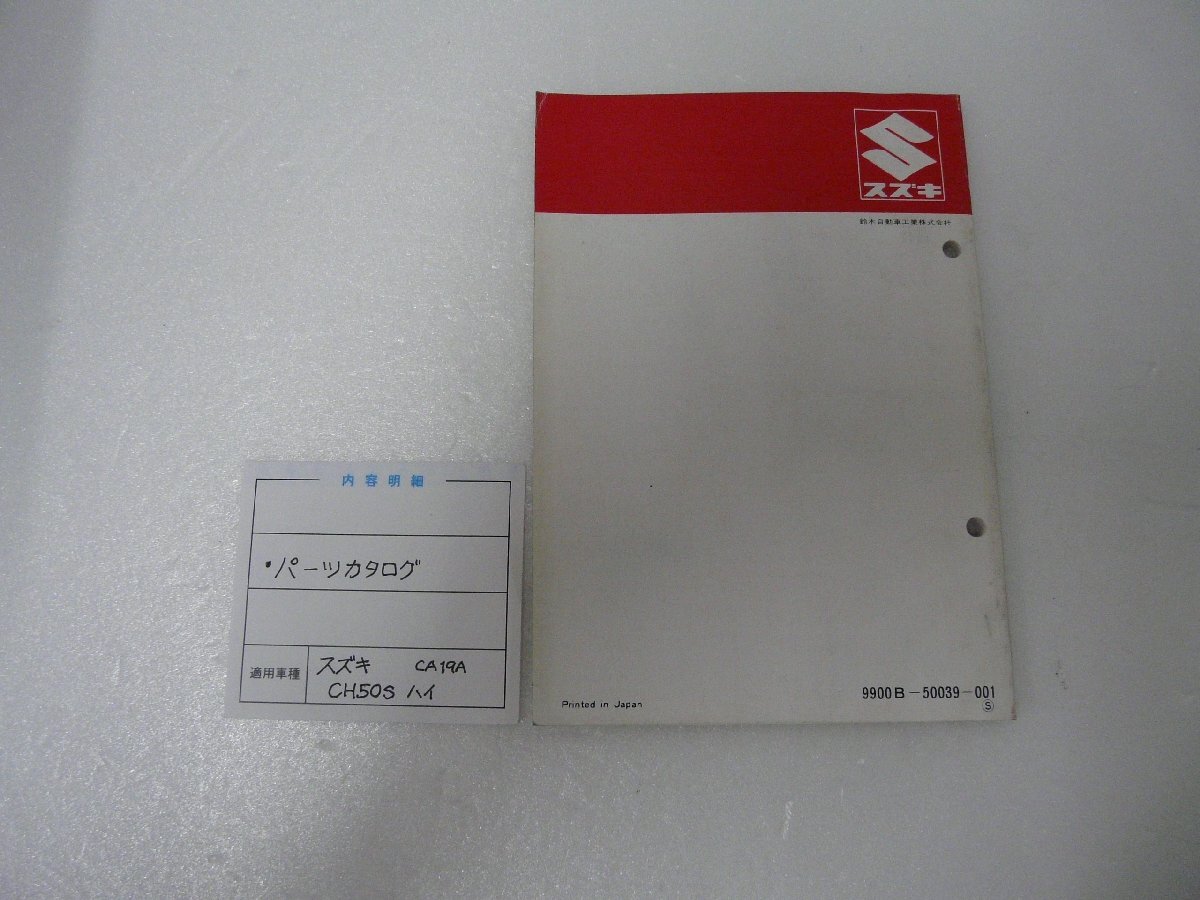 スズキ
鈴木自動車工業株式会社
内容明細
・パーツカタログ
適用車種
スズキ CA19A
CH50S ハイ
Printed in Japan
9900B-50039-001
S